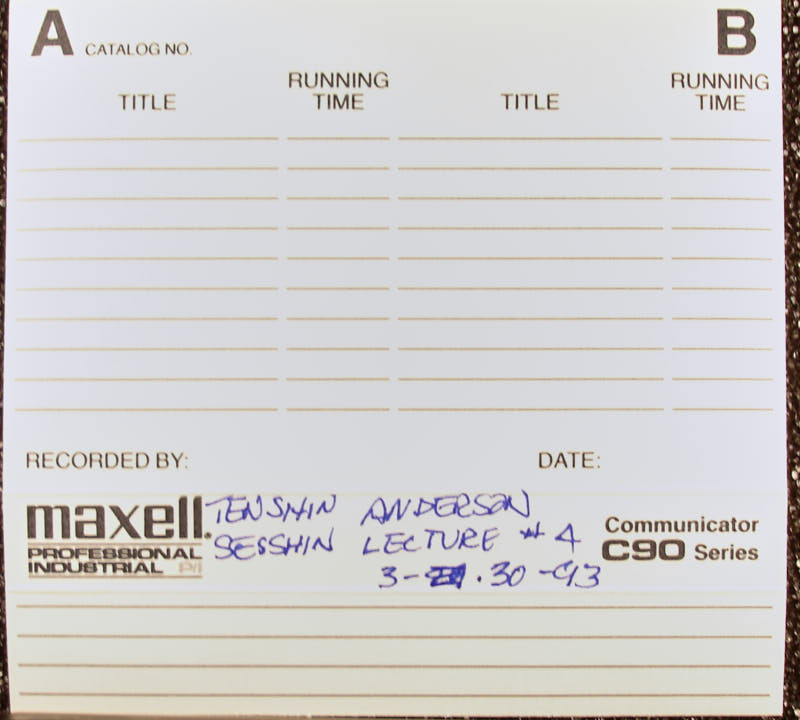 A CATALOG NO. B
TITLE RUNNING TIME TITLE RUNNING TIME
RECORDED BY: DATE:
maxell PROFESSIONAL INDUSTRIAL
TENSHIN ANDERSON
SESSHIN LECTURE # 4
3- .30-93
Communicator
C90 Series